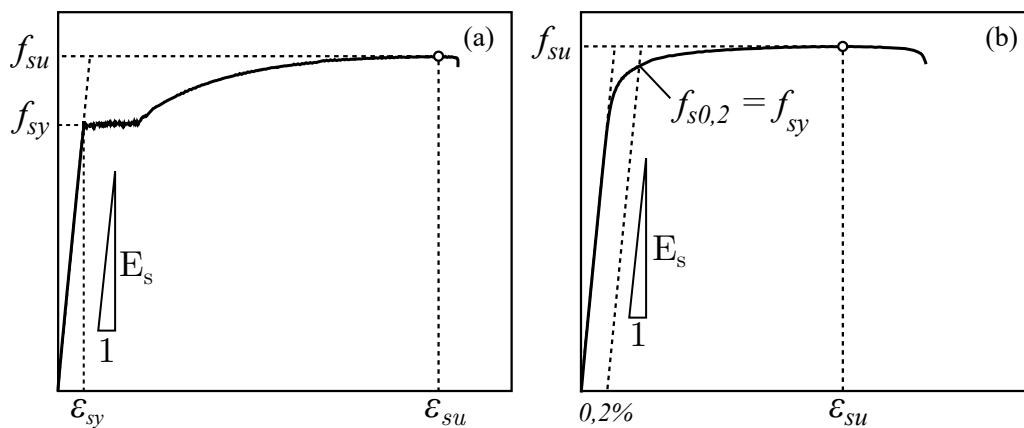 (a)
f_su
f_sy
E_s
1
ε_sy
ε_su
(b)
f_su
f_s0,2 = f_sy
E_s
1
0,2%
ε_su